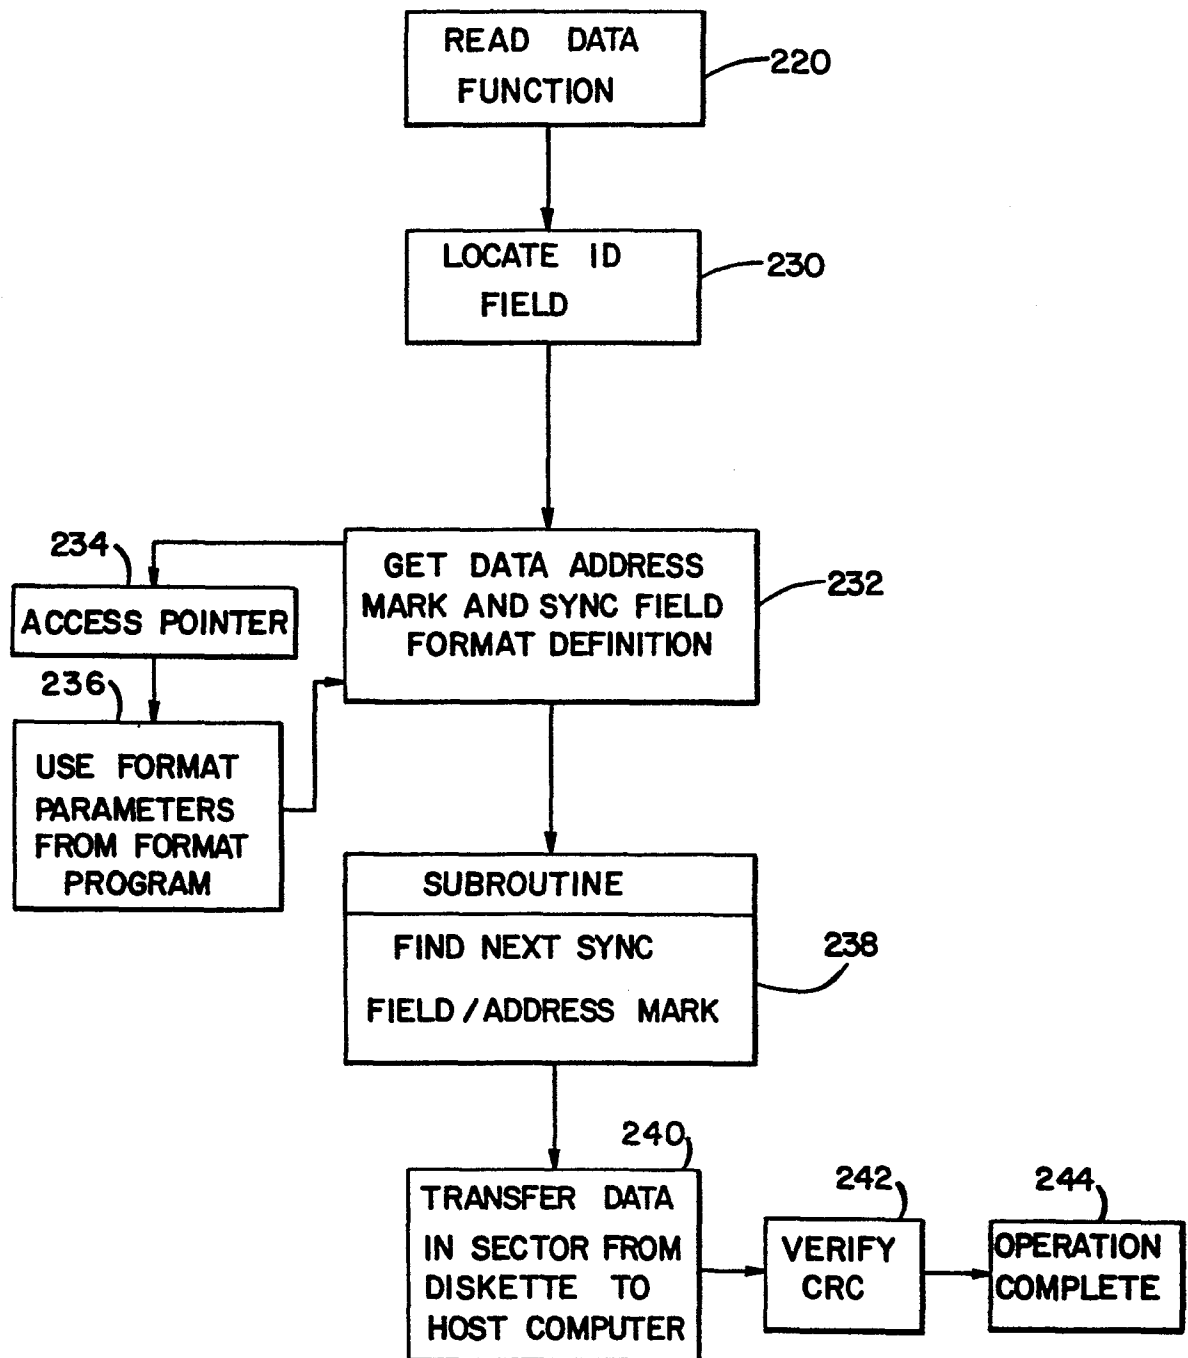 READ DATA
FUNCTION
220
LOCATE ID
FIELD
230
234
ACCESS POINTER
236
USE FORMAT
PARAMETERS
FROM FORMAT
PROGRAM
GET DATA ADDRESS
MARK AND SYNC FIELD
FORMAT DEFINITION
232
SUBROUTINE
FIND NEXT SYNC
FIELD / ADDRESS MARK
238
240
TRANSFER DATA
IN SECTOR FROM
DISKETTE TO
HOST COMPUTER
242
VERIFY
CRC
244
OPERATION
COMPLETE